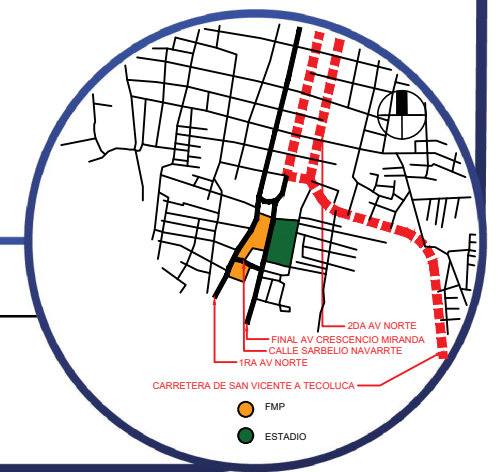 2DA AV NORTE
FINAL AV CRESCENCIO MIRANDA
CALLE SARBELIO NAVARRTE
1RA AV NORTE
CARRETERA DE SAN VICENTE A TECOLUCA
FMP
ESTADIO